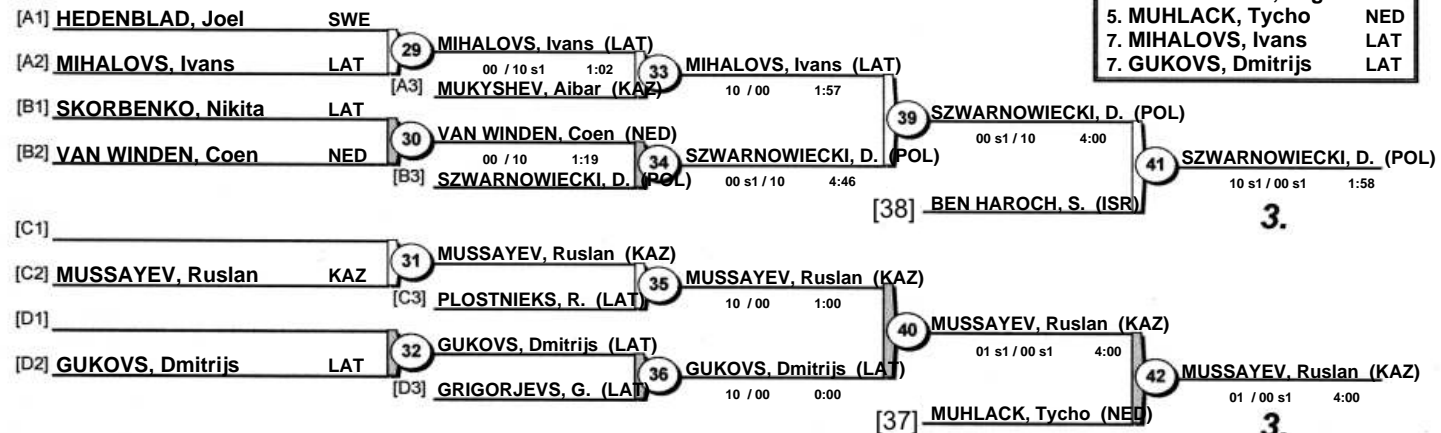 5. MUHLACK, Tycho NED
7. MIHALOVS, Ivans LAT
7. GUKOVS, Dmitrijs LAT
[A1] HEDENBLAD, Joel SWE
[A2] MIHALOVS, Ivans LAT
29 MIHALOVS, Ivans (LAT)
00 / 10 s1 1:02
[A3] MUKYSHEV, Aibar (KAZ)
33 MIHALOVS, Ivans (LAT)
10 / 00 1:57
[B1] SKORBENKO, Nikita LAT
[B2] VAN WINDEN, Coen NED
30 VAN WINDEN, Coen (NED)
00 / 10 1:19
[B3] SZWARNOWIECKI, D. (POL)
34 SZWARNOWIECKI, D. (POL)
00 s1 / 10 4:46
39 SZWARNOWIECKI, D. (POL)
00 s1 / 10 4:00
[38] BEN HAROCH, S. (ISR)
41 SZWARNOWIECKI, D. (POL)
10 s1 / 00 s1 1:58
3.
[C1]
[C2] MUSSAYEV, Ruslan KAZ
31 MUSSAYEV, Ruslan (KAZ)
[C3] PLOSTNIEKS, R. (LAT)
35 MUSSAYEV, Ruslan (KAZ)
10 / 00 1:00
[D1]
[D2] GUKOVS, Dmitrijs LAT
32 GUKOVS, Dmitrijs (LAT)
[D3] GRIGORJEVS, G. (LAT)
36 GUKOVS, Dmitrijs (LAT)
10 / 00 0:00
40 MUSSAYEV, Ruslan (KAZ)
01 s1 / 00 s1 4:00
[37] MUHLACK, Tycho (NED)
42 MUSSAYEV, Ruslan (KAZ)
01 / 00 s1 4:00
3.